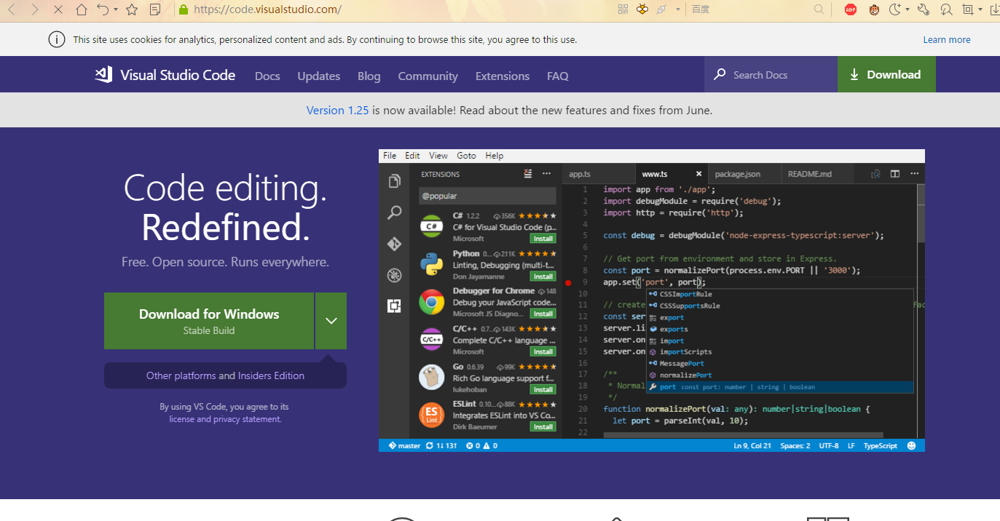 https://code.visualstudio.com/
百度
ABP
This site uses cookies for analytics, personalized content and ads. By continuing to browse this site, you agree to this use.
Learn more
Visual Studio Code
Docs
Updates
Blog
Community
Extensions
FAQ
Search Docs
Download
Version 1.25 is now available! Read about the new features and fixes from June.
Code editing.
Redefined.
Free. Open source. Runs everywhere.
Download for Windows
Stable Build
Other platforms and Insiders Edition
By using VS Code, you agree to its
license and privacy statement.
File Edit View Goto Help
EXTENSIONS
@popular
C# 1.2.2 356K
C#
C# for Visual Studio Code (p...
Microsoft Install
Python 0... 211K
Linting, Debugging (multi-t...
Don Jayamanne Install
Debugger for Chrome 148
Debug your JavaScript code...
Microsoft JS Diagno... Install
C/C++ 0.7... 143K
C/C++
Complete C/C++ language ...
Microsoft Install
Go 0.6.39 99K
Rich Go language support f...
lukehoban Install
ESLint 0.10... 88K
ES
Lint
Integrates ESLint into VS Co...
Dirk Baeumer Install
app.ts www.ts package.json README.md
1 import app from './app';
2 import debugModule = require('debug');
3 import http = require('http');
4
5 const debug = debugModule('node-express-typescript:server');
6
7 // Get port from environment and store in Express.
8 const port = normalizePort(process.env.PORT || '3000');
9 app.set('port', port);
10
11 // create
12 const ser
13 server.li
14 server.on
15 server.on
16
17 /**
18 * Normal
19 */
20 function normalizePort(val: any): number|string|boolean {
21 let port = parseInt(val, 10);
22
CSSImportRule
CSSSupportsRule
export
exports
import
importScripts
MessagePort
normalizePort
port const port: number | string | boolean
master 1↓ 13↑ 0 0
Ln 9, Col 21 Spaces: 2 UTF-8 LF TypeScript